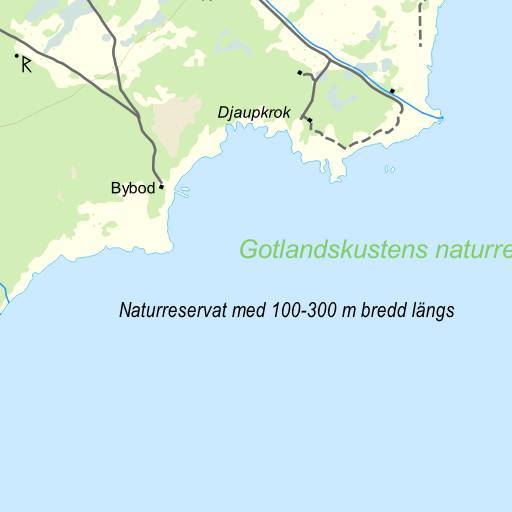 Djaupkrok
Bybod
Gotlandskustens naturre
Naturreservat med 100-300 m bredd längs